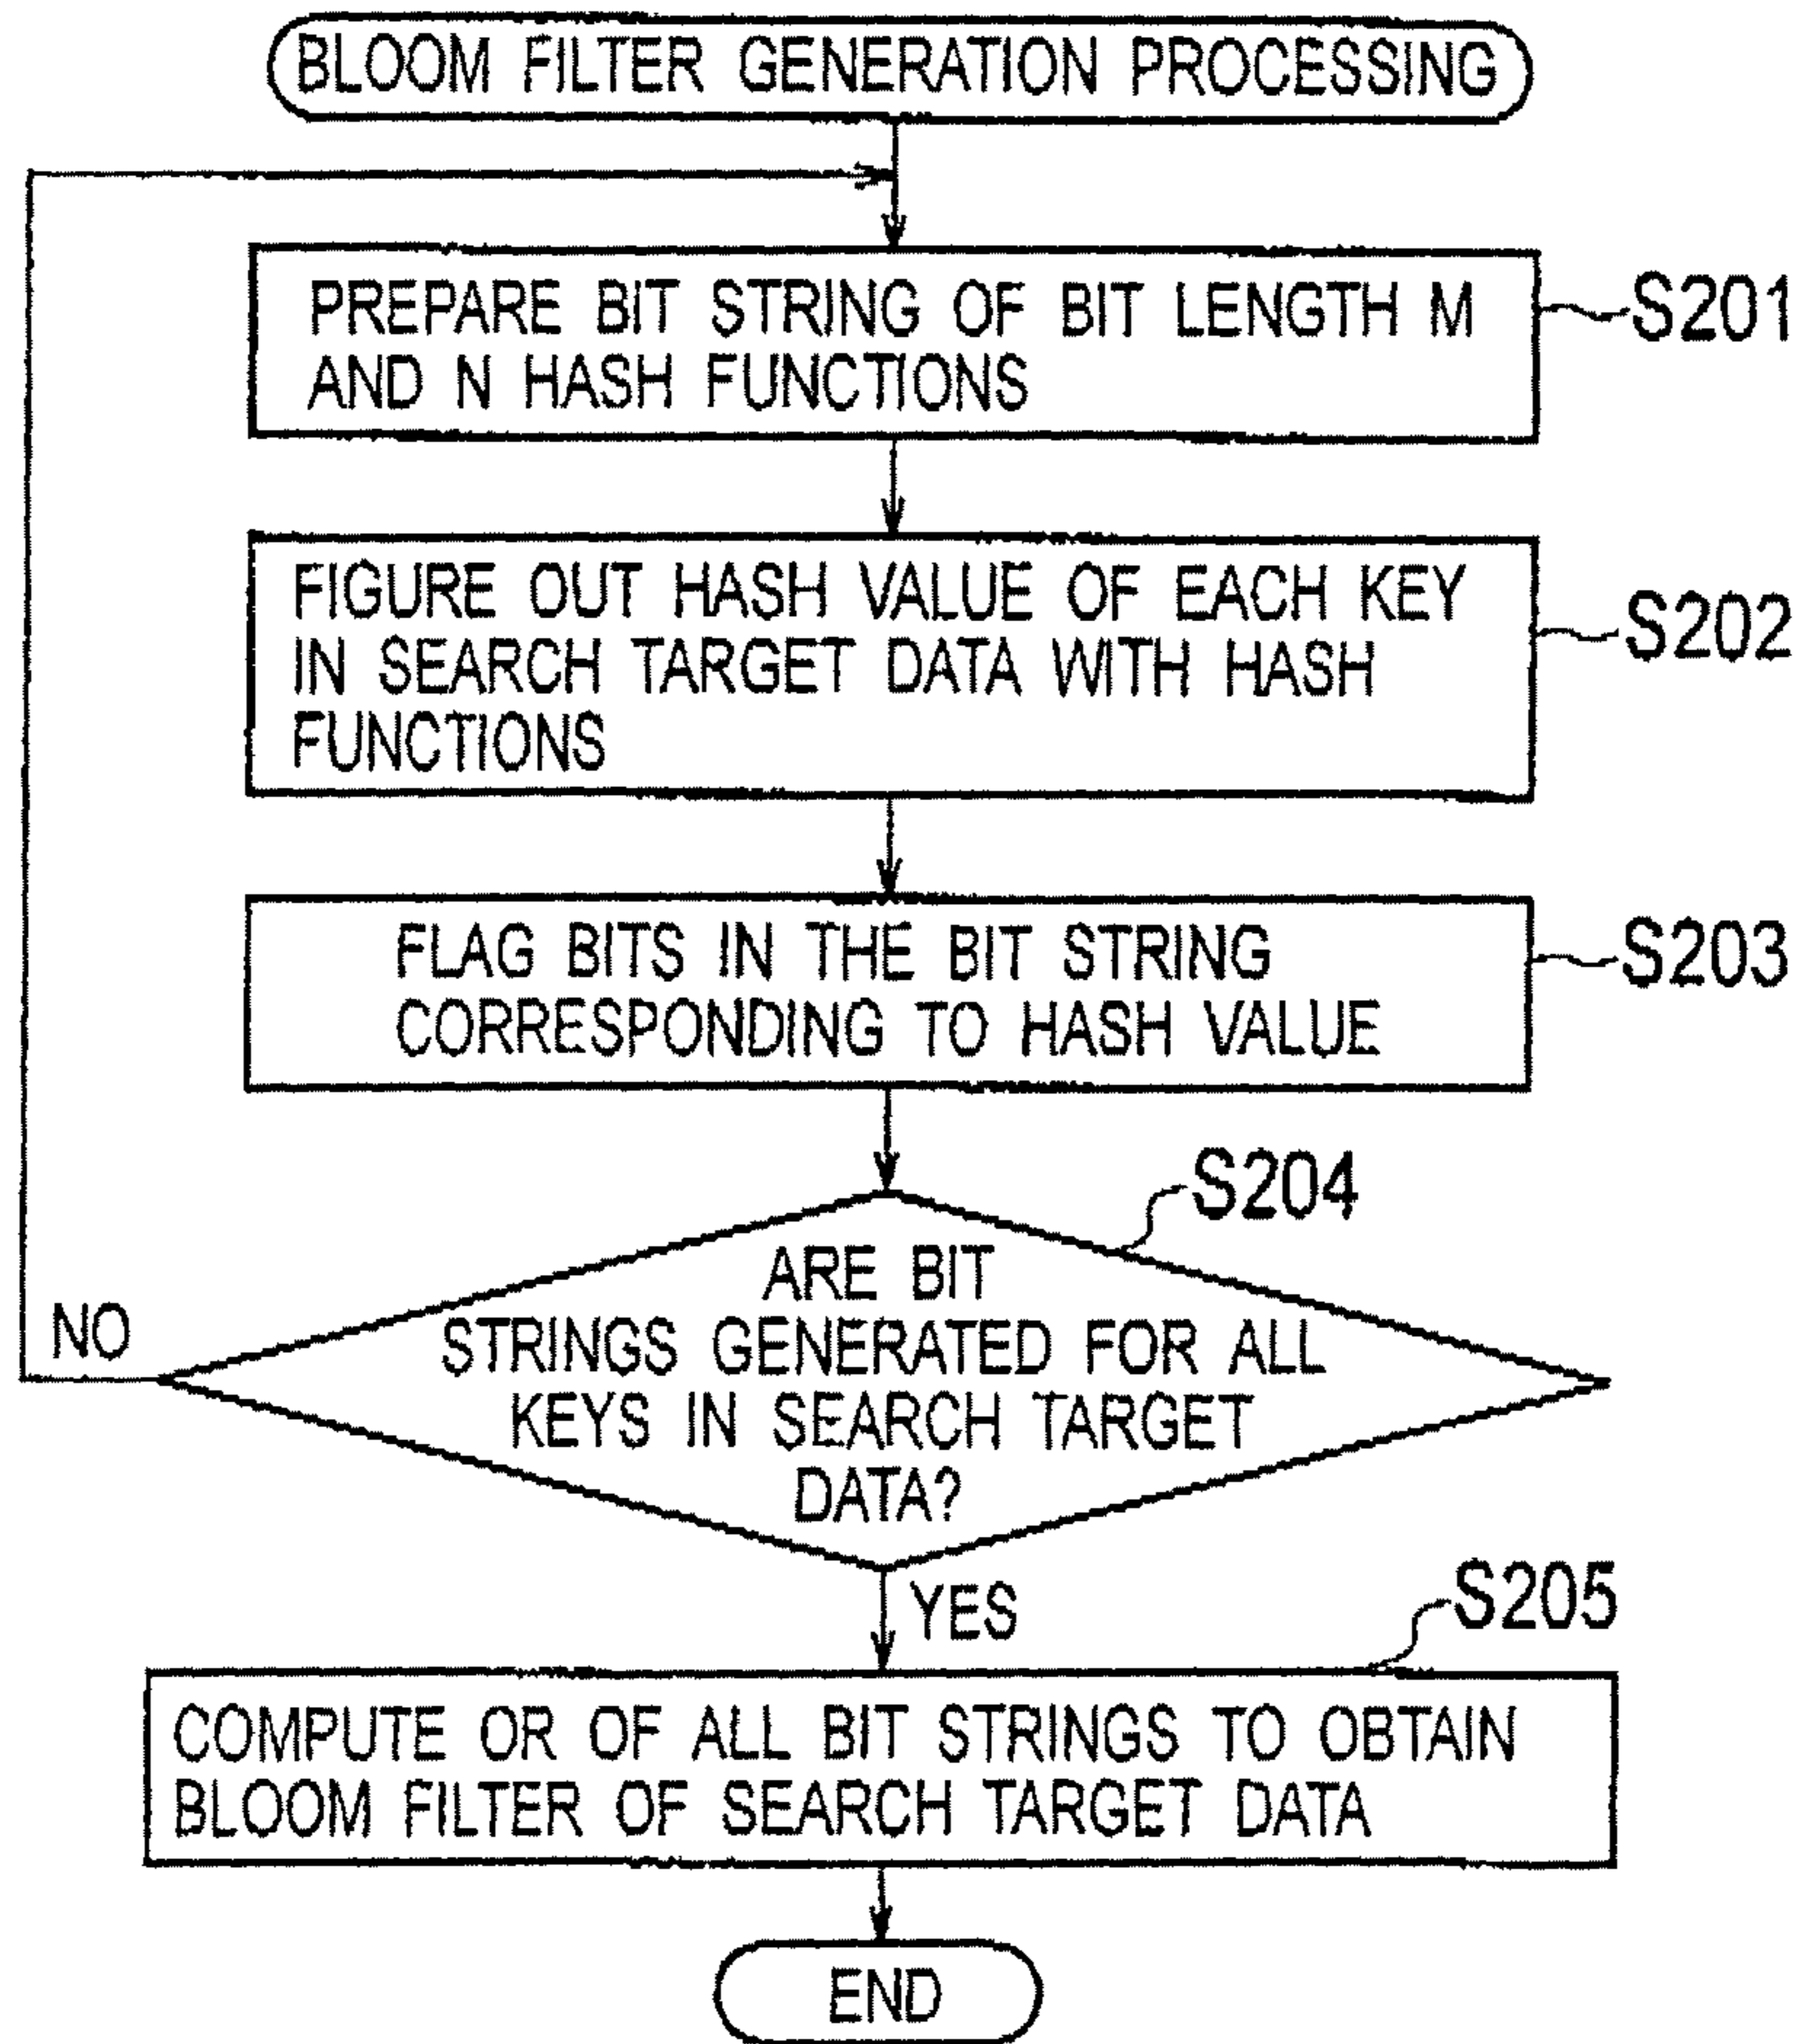 BLOOM FILTER GENERATION PROCESSING
PREPARE BIT STRING OF BIT LENGTH M
AND N HASH FUNCTIONS
S201
FIGURE OUT HASH VALUE OF EACH KEY
IN SEARCH TARGET DATA WITH HASH
FUNCTIONS
S202
FLAG BITS IN THE BIT STRING
CORRESPONDING TO HASH VALUE
S203
S204
ARE BIT
STRINGS GENERATED FOR ALL
KEYS IN SEARCH TARGET
DATA?
NO
YES
S205
COMPUTE OR OF ALL BIT STRINGS TO OBTAIN
BLOOM FILTER OF SEARCH TARGET DATA
END